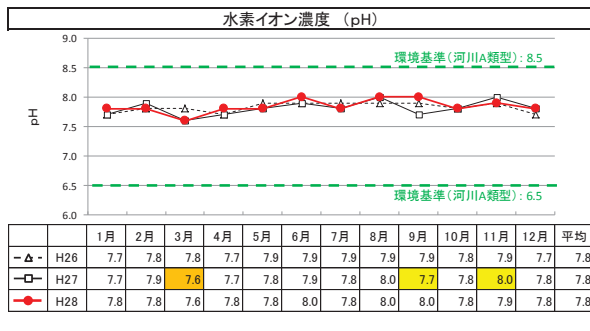 水素イオン濃度 (pH)
9.0
環境基準(河川A類型): 8.5
8.5
8.0
pH
7.5
7.0
6.5
環境基準(河川A類型): 6.5
6.0
1月 2月 3月 4月 5月 6月 7月 8月 9月 10月 11月 12月 平均
H26 7.7 7.8 7.8 7.7 7.9 7.9 7.9 7.9 7.9 7.8 7.9 7.7 7.8
H27 7.7 7.9 7.6 7.7 7.8 7.9 7.8 8.0 7.7 7.8 8.0 7.8 7.8
H28 7.8 7.8 7.6 7.8 7.8 8.0 7.8 8.0 8.0 7.8 7.9 7.8 7.8